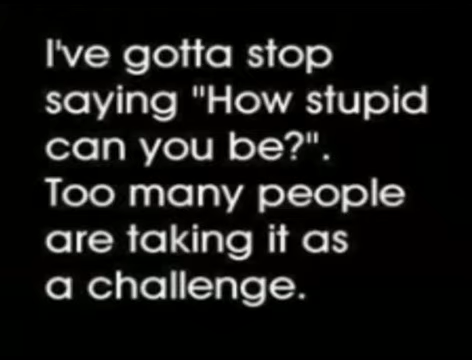 I've gotta stop
saying "How stupid
can you be?".
Too many people
are taking it as
a challenge.